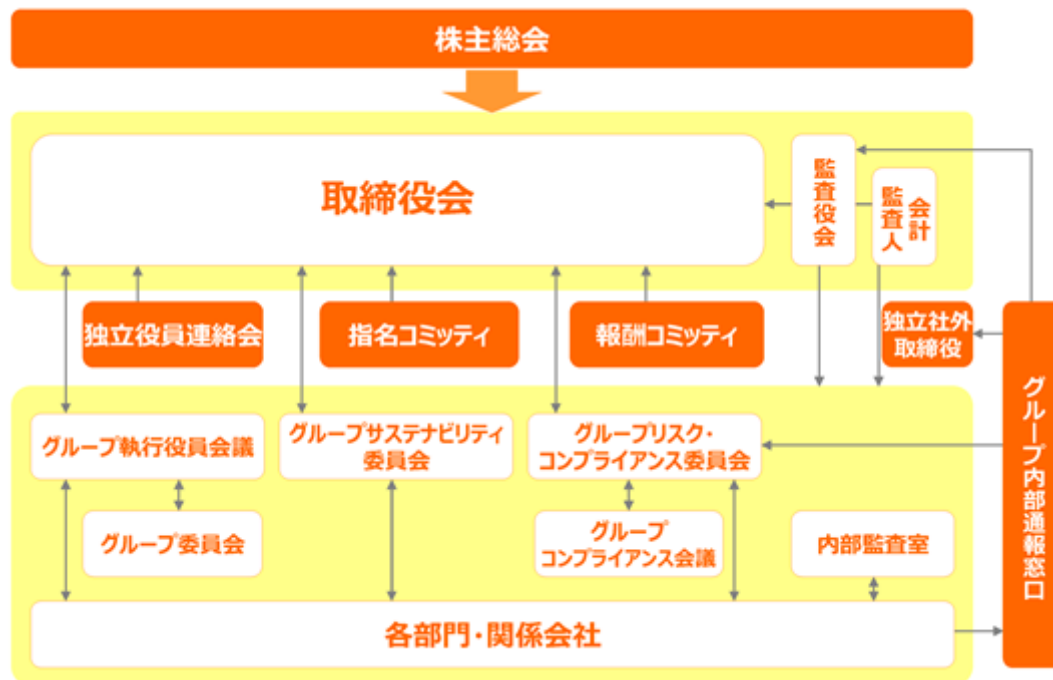 株主総会
取締役会
監査役会
会計
監査人
独立役員連絡会
指名コミッティ
報酬コミッティ
独立社外
取締役
グループ内部通報窓口
グループ執行役員会議
グループサステナビリティ
委員会
グループリスク・
コンプライアンス委員会
グループ委員会
グループ
コンプライアンス会議
内部監査室
各部門・関係会社